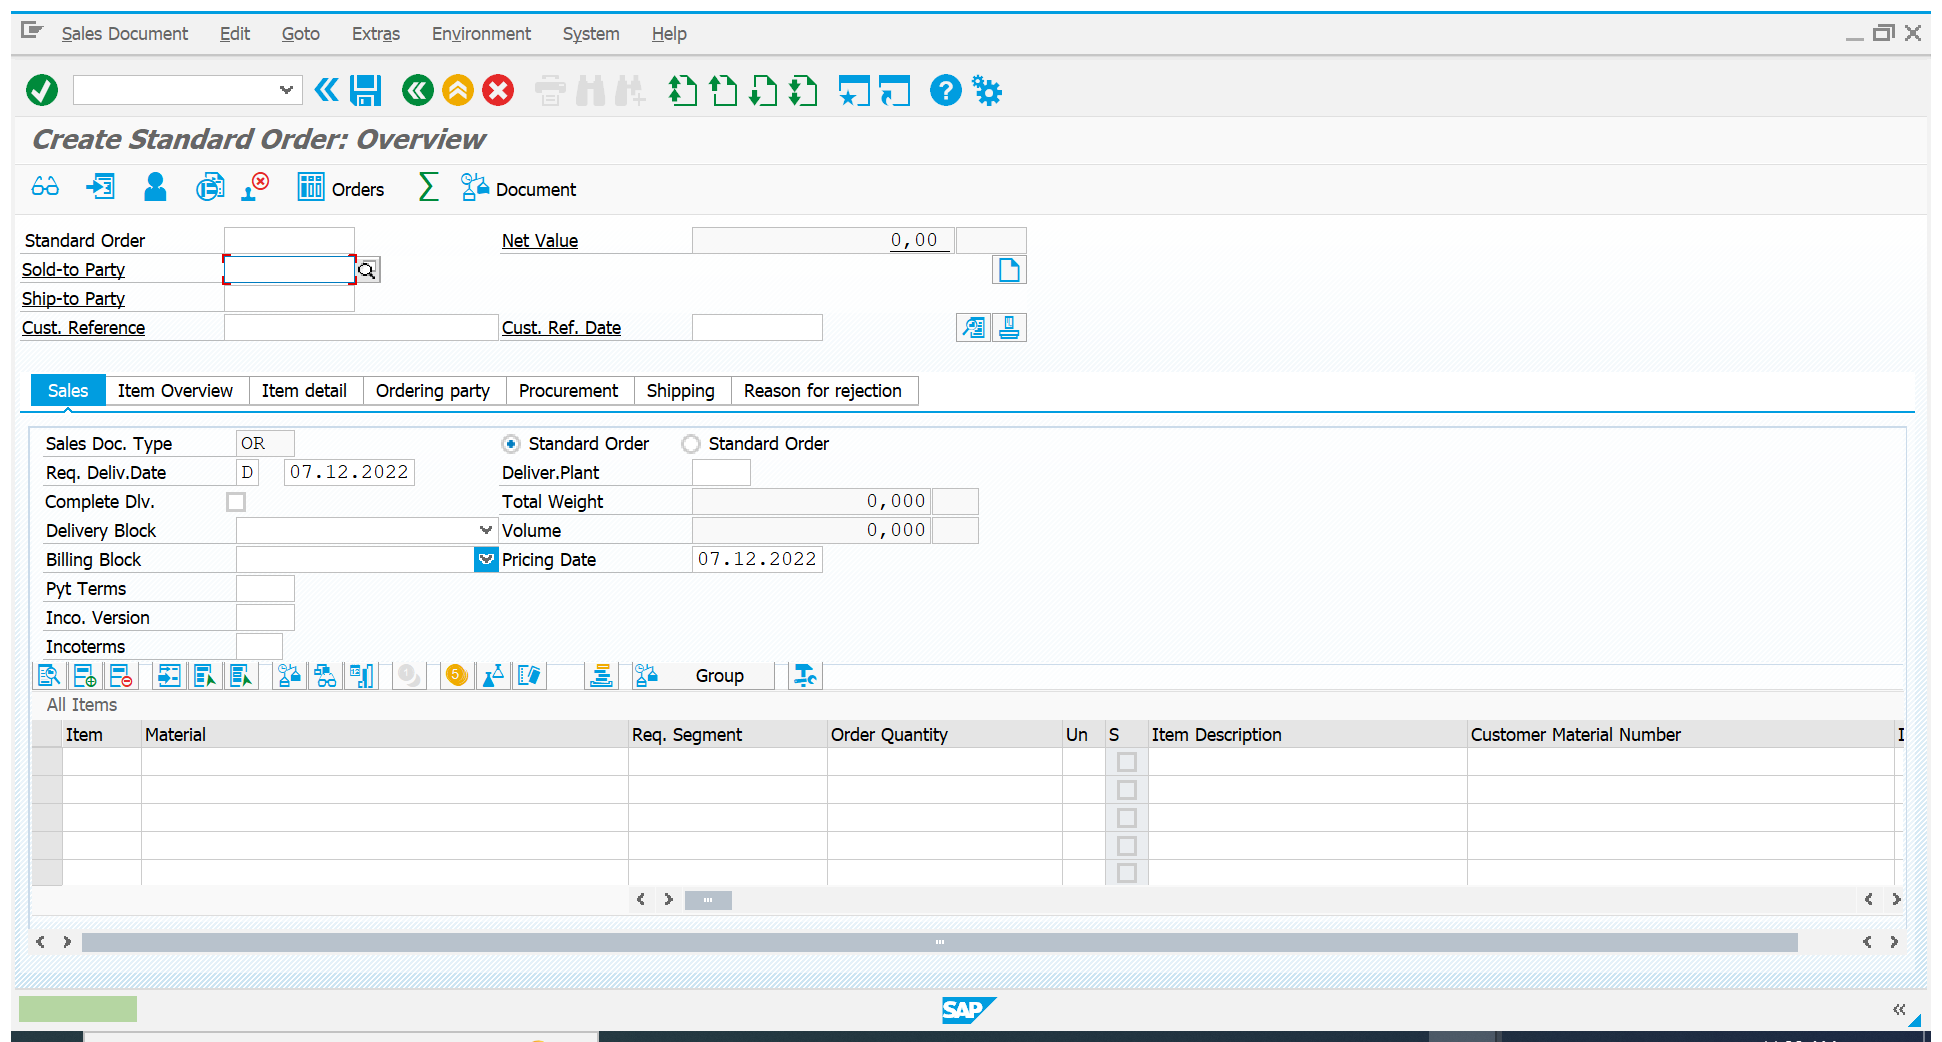 Sales Document Edit Goto Extras Environment System Help
Create Standard Order: Overview
Orders Document
Standard Order Net Value 0,00
Sold-to Party
Ship-to Party
Cust. Reference Cust. Ref. Date
Sales Item Overview Item detail Ordering party Procurement Shipping Reason for rejection
Sales Doc. Type OR Standard Order Standard Order
Req. Deliv.Date D 07.12.2022 Deliver.Plant
Complete Dlv. Total Weight 0,000
Delivery Block Volume 0,000
Billing Block Pricing Date 07.12.2022
Pyt Terms
Inco. Version
Incoterms
Group
All Items
Item Material Req. Segment Order Quantity Un S Item Description Customer Material Number
SAP